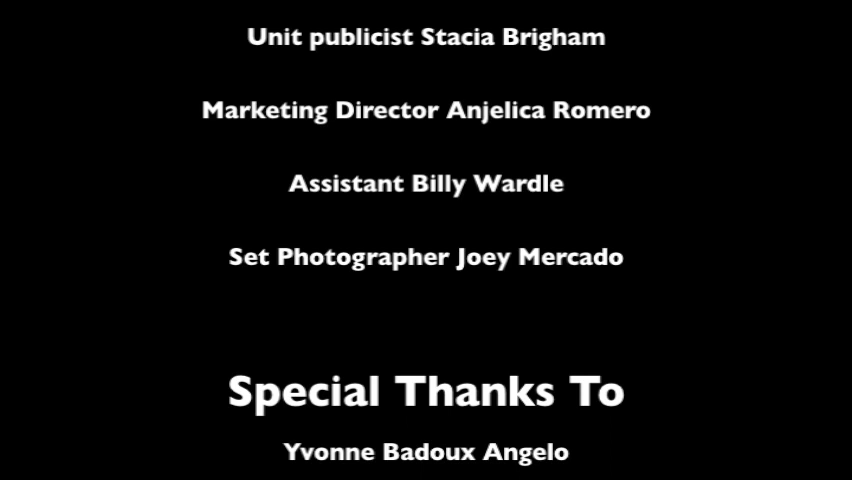 Unit publicist Stacia Brigham
Marketing Director Anjelica Romero
Assistant Billy Wardle
Set Photographer Joey Mercado
Special Thanks To
Yvonne Badoux Angelo